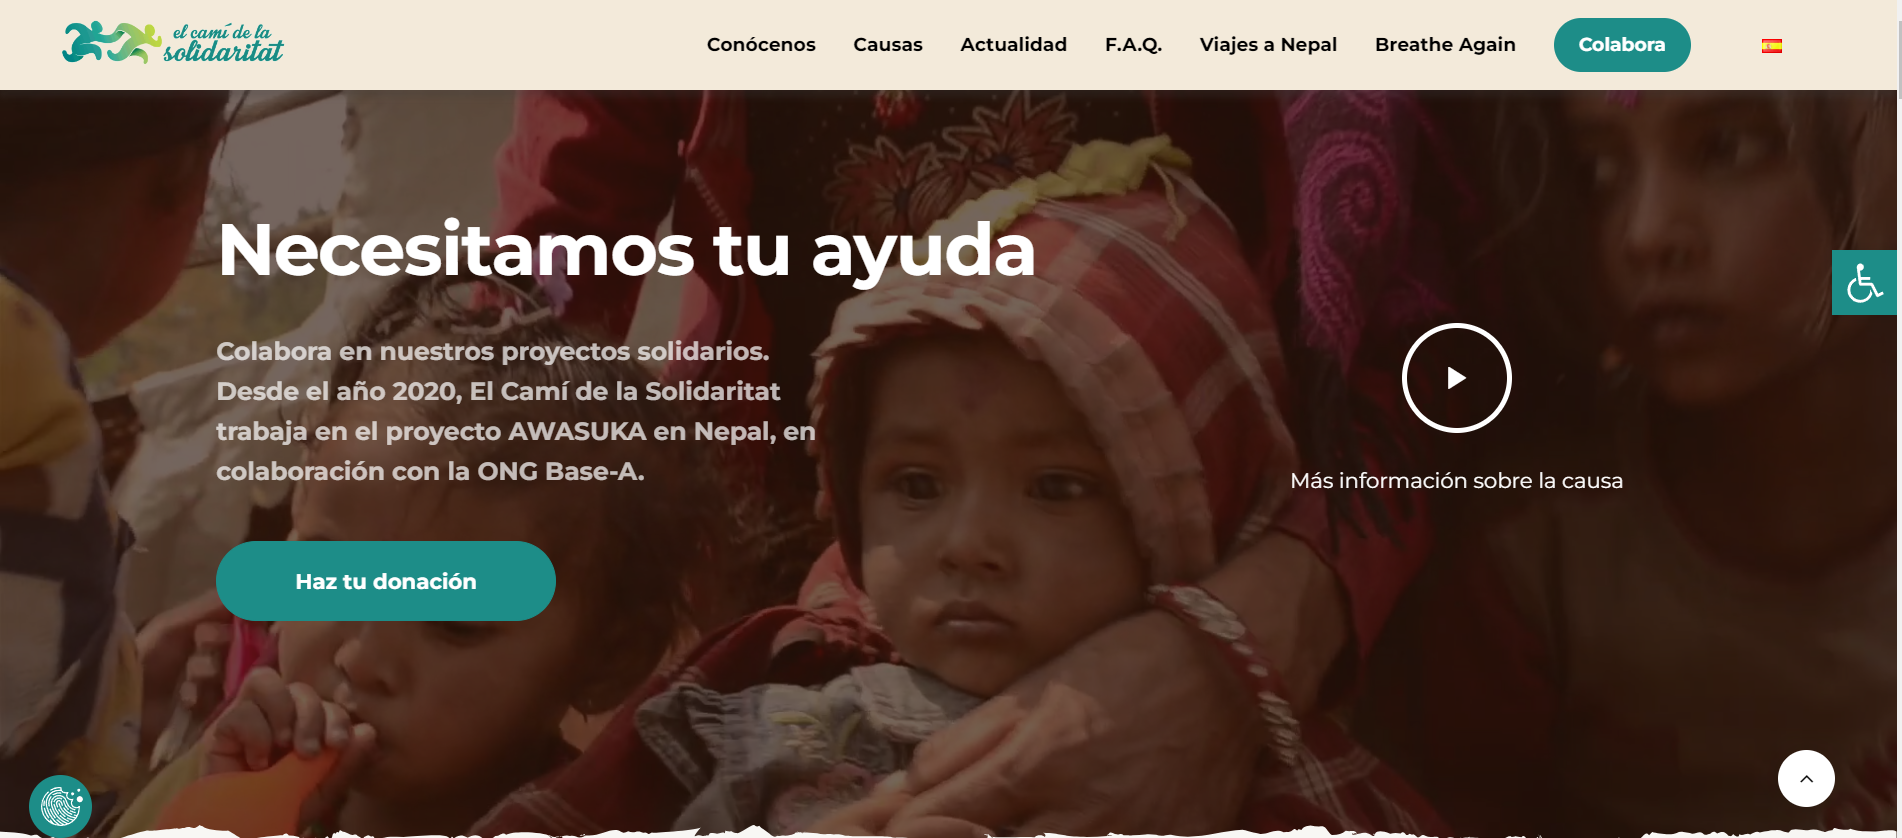 el camí de la
solidaritat
Conócenos Causas Actualidad F.A.Q. Viajes a Nepal Breathe Again Colabora
Necesitamos tu ayuda
Colabora en nuestros proyectos solidarios.
Desde el año 2020, El Camí de la Solidaritat
trabaja en el proyecto AWASUKA en Nepal, en
colaboración con la ONG Base-A.
Más información sobre la causa
Haz tu donación